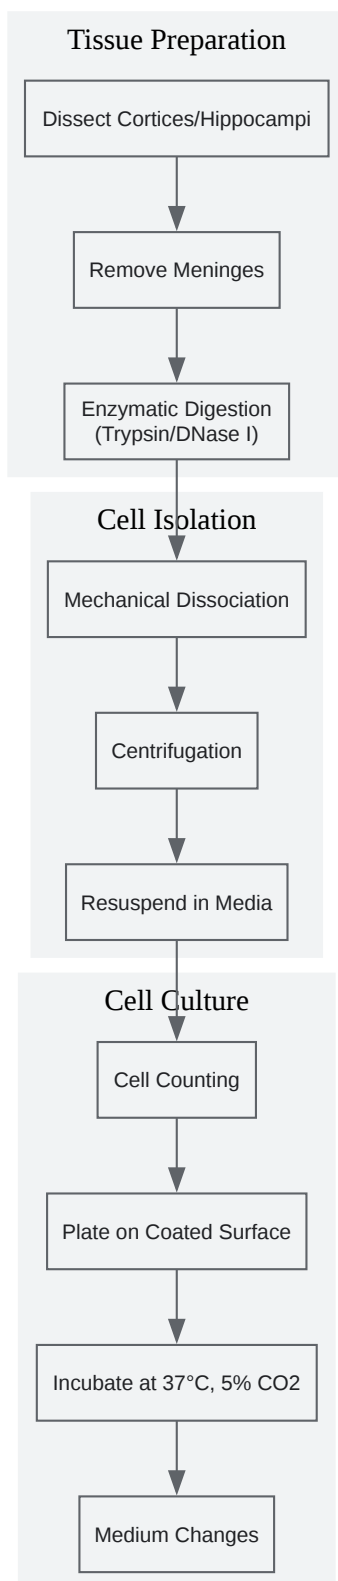 Tissue Preparation
Dissect Cortices/Hippocampi
Remove Meninges
Enzymatic Digestion
(Trypsin/DNase I)
Cell Isolation
Mechanical Dissociation
Centrifugation
Resuspend in Media
Cell Culture
Cell Counting
Plate on Coated Surface
Incubate at 37°C, 5% CO2
Medium Changes